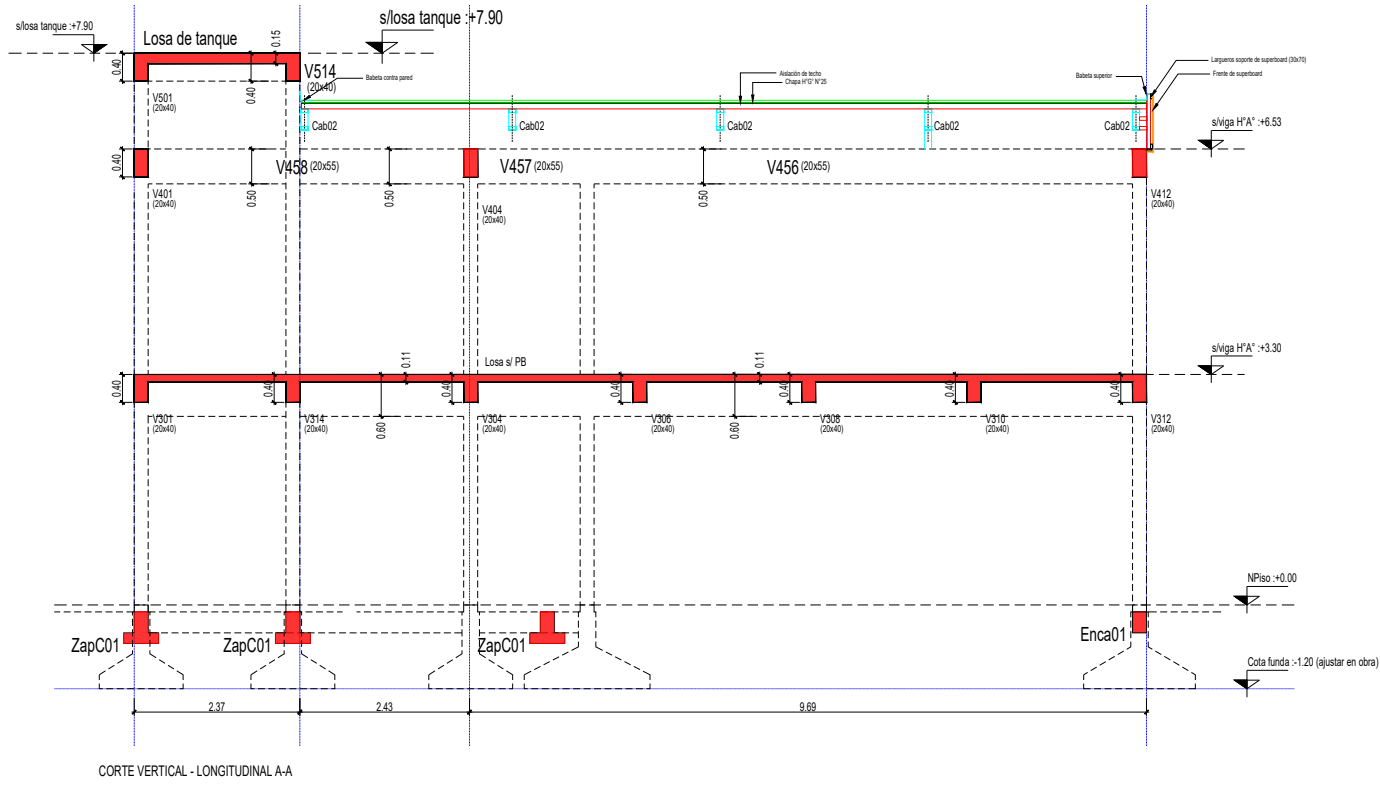 s/losa tanque :+7.90
s/losa tanque :+7.90
Losa de tanque
0.15
0.40
0.40
V514
(20x40)
Babeta contra pared
Aislación de techo
Chapa HºGº Nº25
Babeta superior
Largueros soporte de superboard (30x70)
Frente de superboard
V501
(20x40)
Cab02
Cab02
Cab02
Cab02
Cab02
s/viga H°A° :+6.53
0.40
V458 (20x55)
V457 (20x55)
V456 (20x55)
0.50
0.50
0.50
V401
(20x40)
V404
(20x40)
V412
(20x40)
s/viga H°A° :+3.30
Losa s/ PB
0.11
0.11
0.40
0.40
0.40
0.40
0.40
0.40
0.40
0.60
0.60
V301
(20x40)
V314
(20x40)
V304
(20x40)
V306
(20x40)
V308
(20x40)
V310
(20x40)
V312
(20x40)
NPiso :+0.00
ZapC01
ZapC01
ZapC01
Enca01
Cota funda :-1.20 (ajustar en obra)
2.37
2.43
9.69
CORTE VERTICAL - LONGITUDINAL A-A